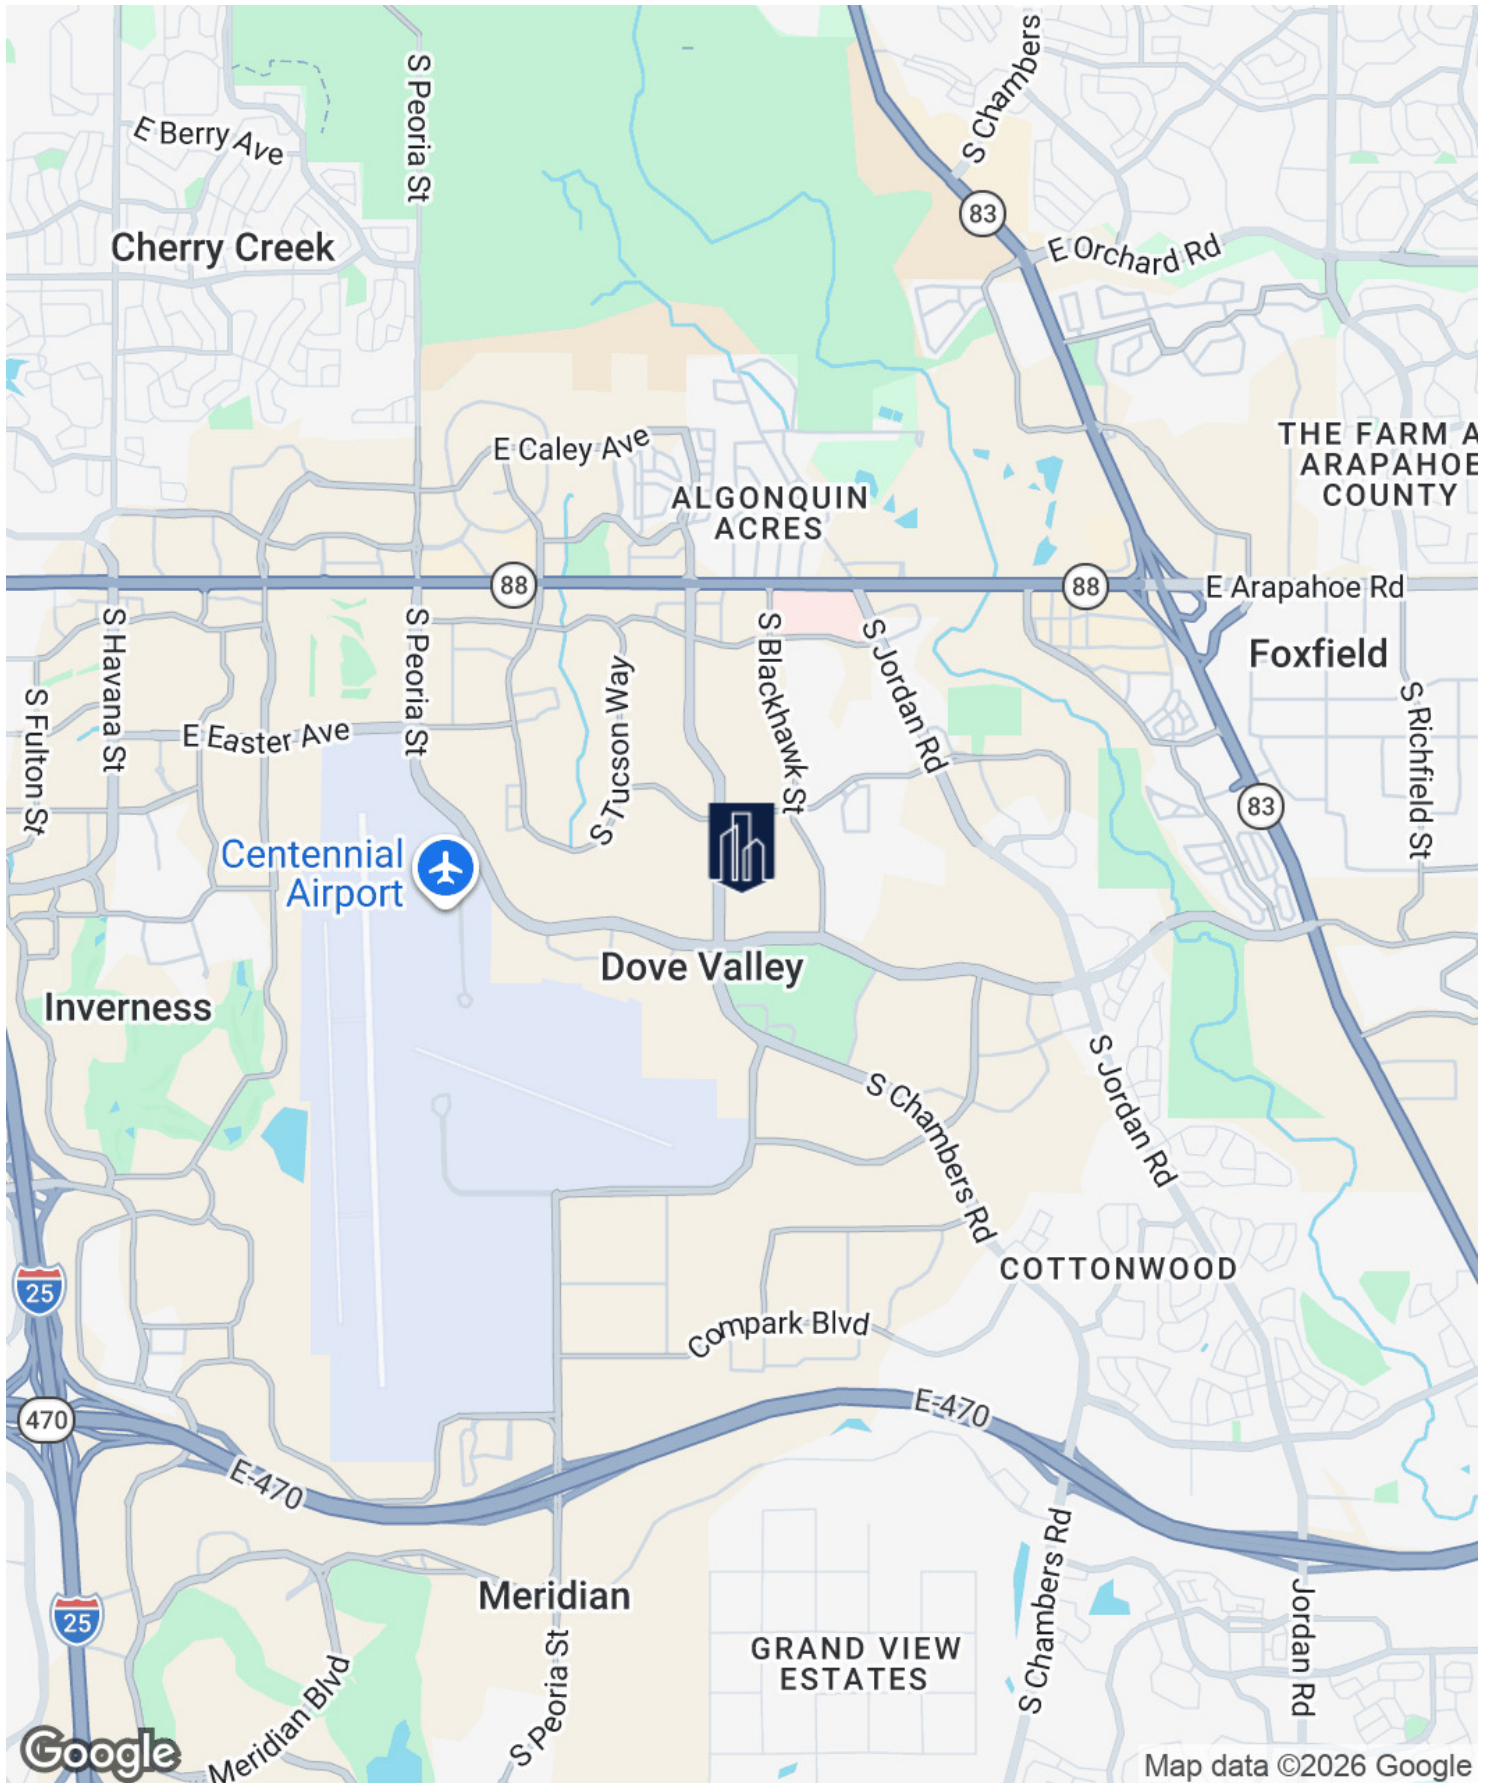 S Chambers
S Peoria St
E Berry Ave
83
E Orchard Rd
Cherry Creek
E Caley Ave
THE FARM A
ARAPAHOE
COUNTY
ALGONQUIN
ACRES
88
88
E Arapahoe Rd
S Havana St
S Peoria St
S Blackhawk St
S Jordan Rd
Foxfield
S Fulton St
S Tucson Way
S Richfield St
E Easter Ave
83
Centennial
Airport
Dove Valley
Inverness
S Jordan Rd
S Chambers Rd
COTTONWOOD
25
Compark Blvd
470
E-470
E-470
S Chambers Rd
Meridian
Jordan Rd
25
GRAND VIEW
ESTATES
S Peoria St
Meridian Blvd
Google
Map data ©2026 Google